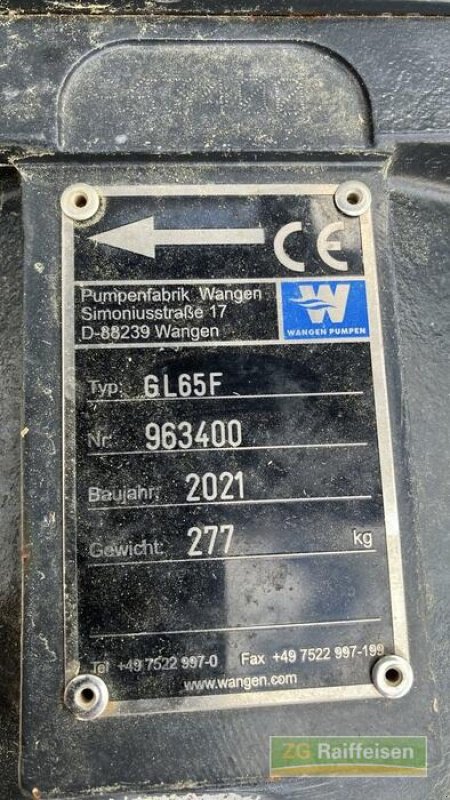 CE
Pumpenfabrik Wangen
Simoniusstraße 17
D-88239 Wangen
W
WANGEN PUMPEN
Typ: GL65F
Nr. 963400
Baujahr: 2021
Gewicht: 277 kg
Tel +49 7522 997-0 Fax +49 7522 997-199
www.wangen.com
ZG Raiffeisen